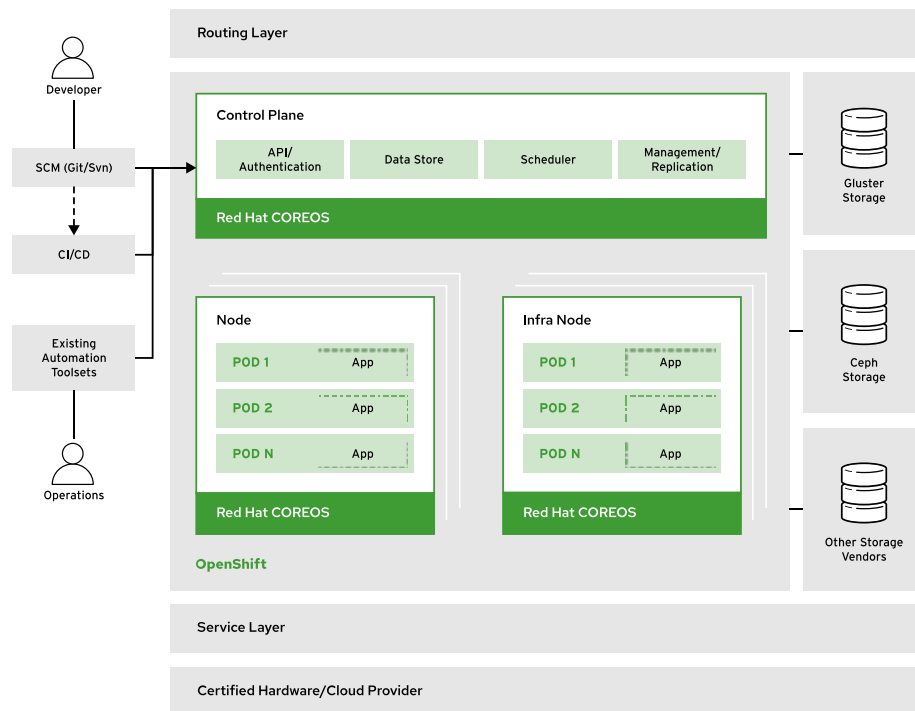 Routing Layer
Developer
SCM (Git/Svn)
CI/CD
Existing
Automation
Toolsets
Operations
Control Plane
API/
Authentication
Data Store
Scheduler
Management/
Replication
Red Hat COREOS
Node
POD 1 App
POD 2 App
POD N App
Red Hat COREOS
Infra Node
POD 1 App
POD 2 App
POD N App
Red Hat COREOS
OpenShift
Gluster
Storage
Ceph
Storage
Other Storage
Vendors
Service Layer
Certified Hardware/Cloud Provider